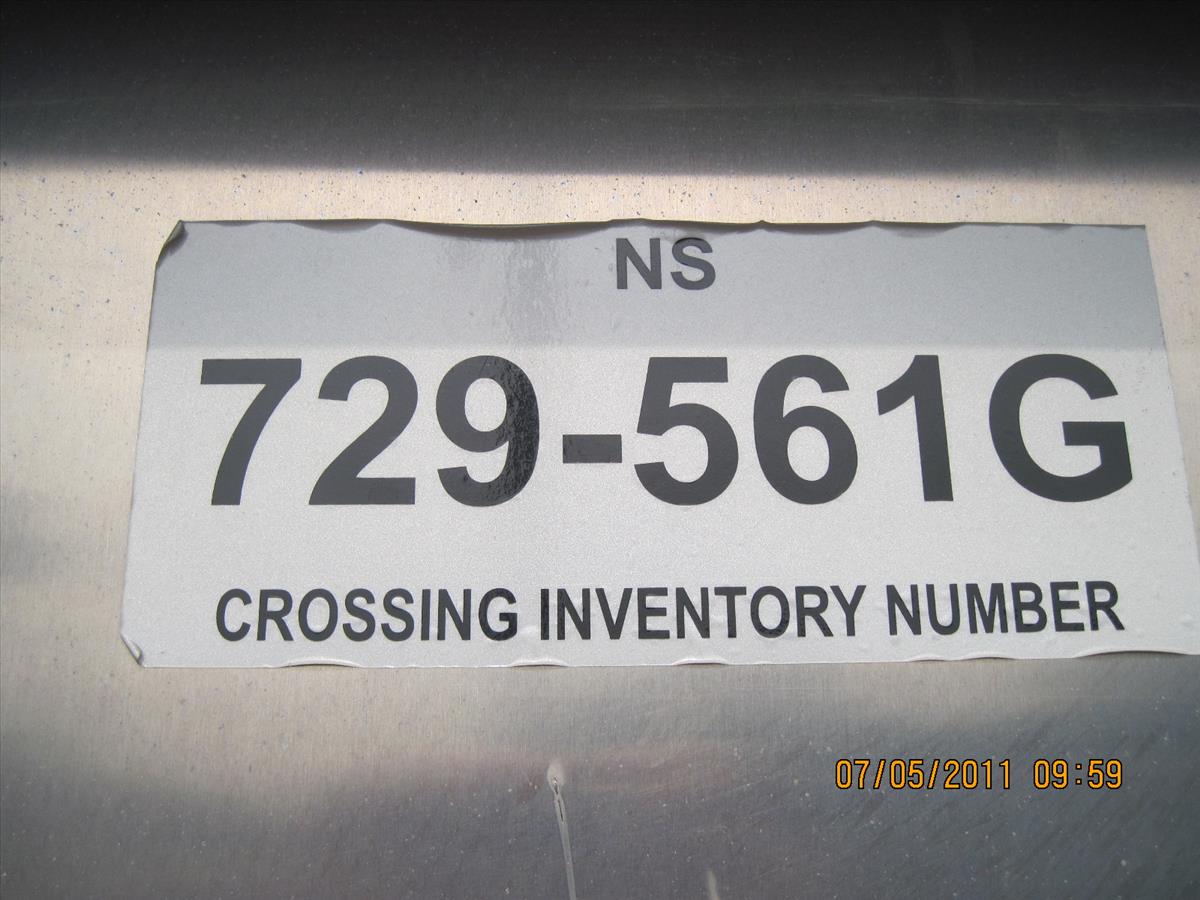 NS
729-561G
CROSSING INVENTORY NUMBER
07/05/2011 09:59